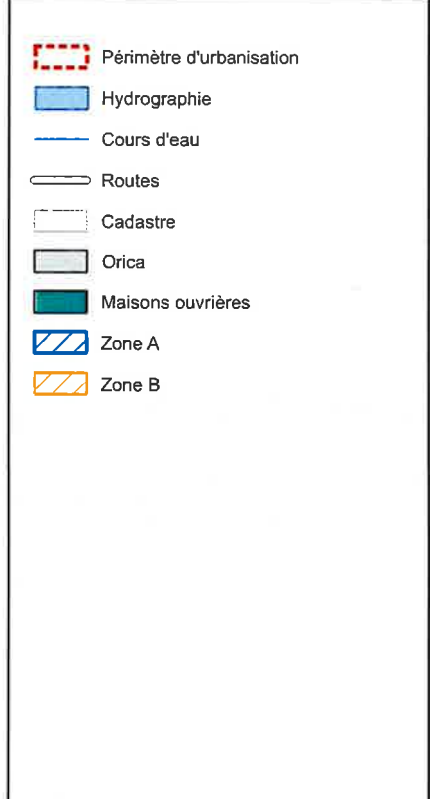 Périmètre d'urbanisation
Hydrographie
Cours d'eau
Routes
Cadastre
Orica
Maisons ouvrières
Zone A
Zone B